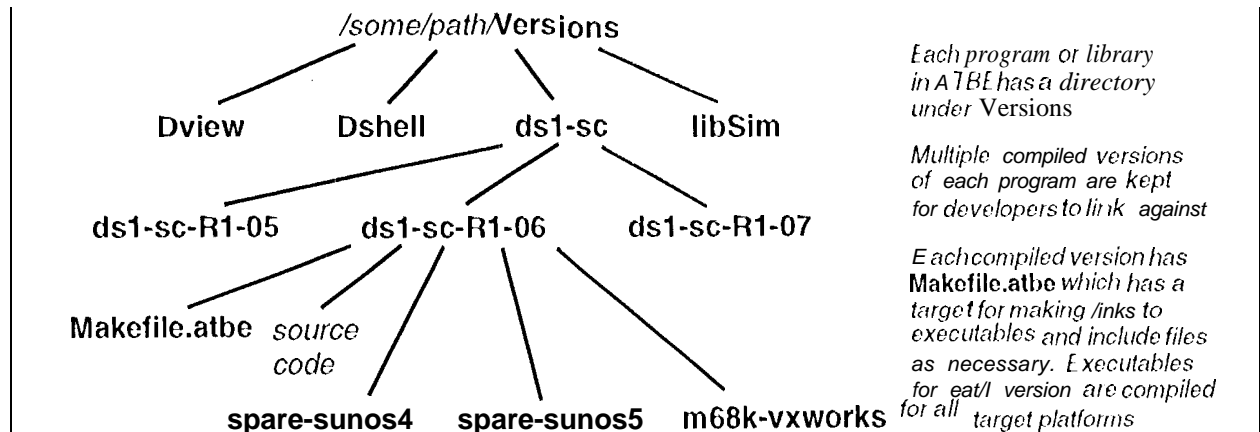 /some/path/Versions
Dview Dshell ds1-sc libSim
ds1-sc-R1-05 ds1-sc-R1-06 ds1-sc-R1-07
Makefile.atbe source
code
spare-sunos4 spare-sunos5 m68k-vxworks
Each program or library
in ATBE has a directory
under Versions
Multiple compiled versions
of each program are kept
for developers to link against
Each compiled version has
Makefile.atbe which has a
target for making /inks to
executables and include files
as necessary. Executables
for eat/l version are compiled
for all target platforms